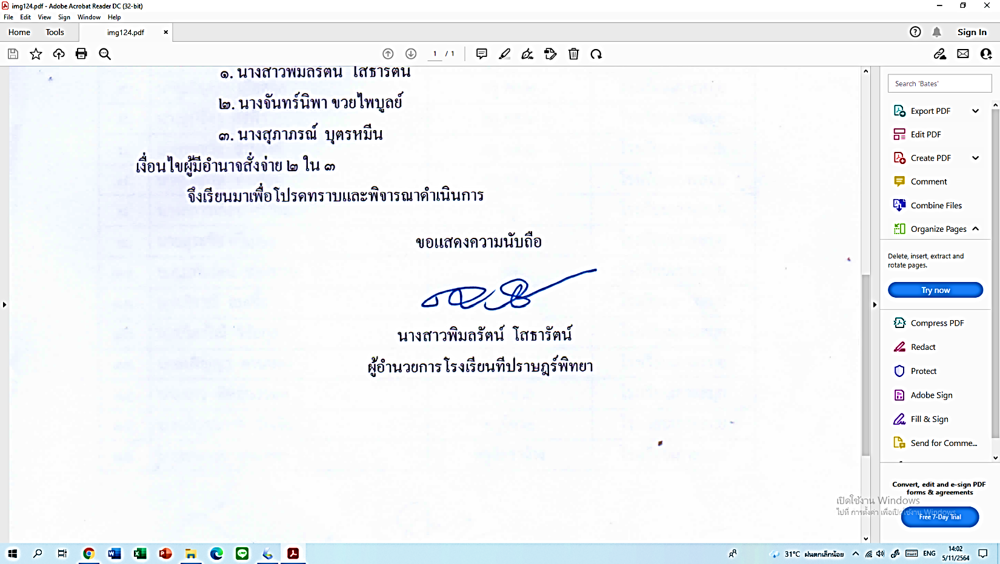 img124.pdf - Adobe Acrobat Reader DC (32-bit)
File Edit View Sign Window Help
Home Tools img124.pdf × Sign In
1 / 1
๑. นางสาวพิมลรัตน์ โสธารัตน์
๒. นางจันทร์นิพา ขวยไพบูลย์
๓. นางสุภาภรณ์ บุตรหมีน
เงื่อนไขผู้มีอำนาจสั่งจ่าย ๒ ใน ๓
จึงเรียนมาเพื่อโปรดทราบและพิจารณาดำเนินการ
ขอแสดงความนับถือ
นางสาวพิมลรัตน์ โสธารัตน์
ผู้อำนวยการโรงเรียนทีปราษฎร์พิทยา
Search 'Bates'
Export PDF
Edit PDF
Create PDF
Comment
Combine Files
Organize Pages
Delete, insert, extract and
rotate pages.
Try now
Compress PDF
Redact
Protect
Adobe Sign
Fill & Sign
Send for Comme...
Convert, edit and e-sign PDF
forms & agreements
เปิดใช้งาน Windows
ไปที่ การตั้งค่า เพื่อเปิดใช้งาน Windows
Free 7-Day Trial
31°C ฝนตกเล็กน้อย ENG 14:02
5/11/2564